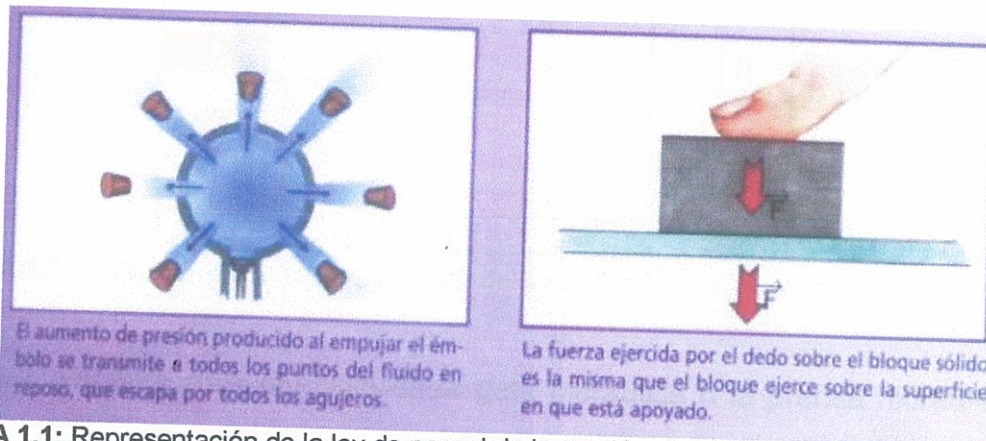 El aumento de presión producido al empujar el ém-
bolo se transmite a todos los puntos del fluido en
reposo, que escapa por todos los agujeros.
F
F
La fuerza ejercida por el dedo sobre el bloque sólido
es la misma que el bloque ejerce sobre la superficie
en que está apoyado.
A 1.1: Representación de la ley de